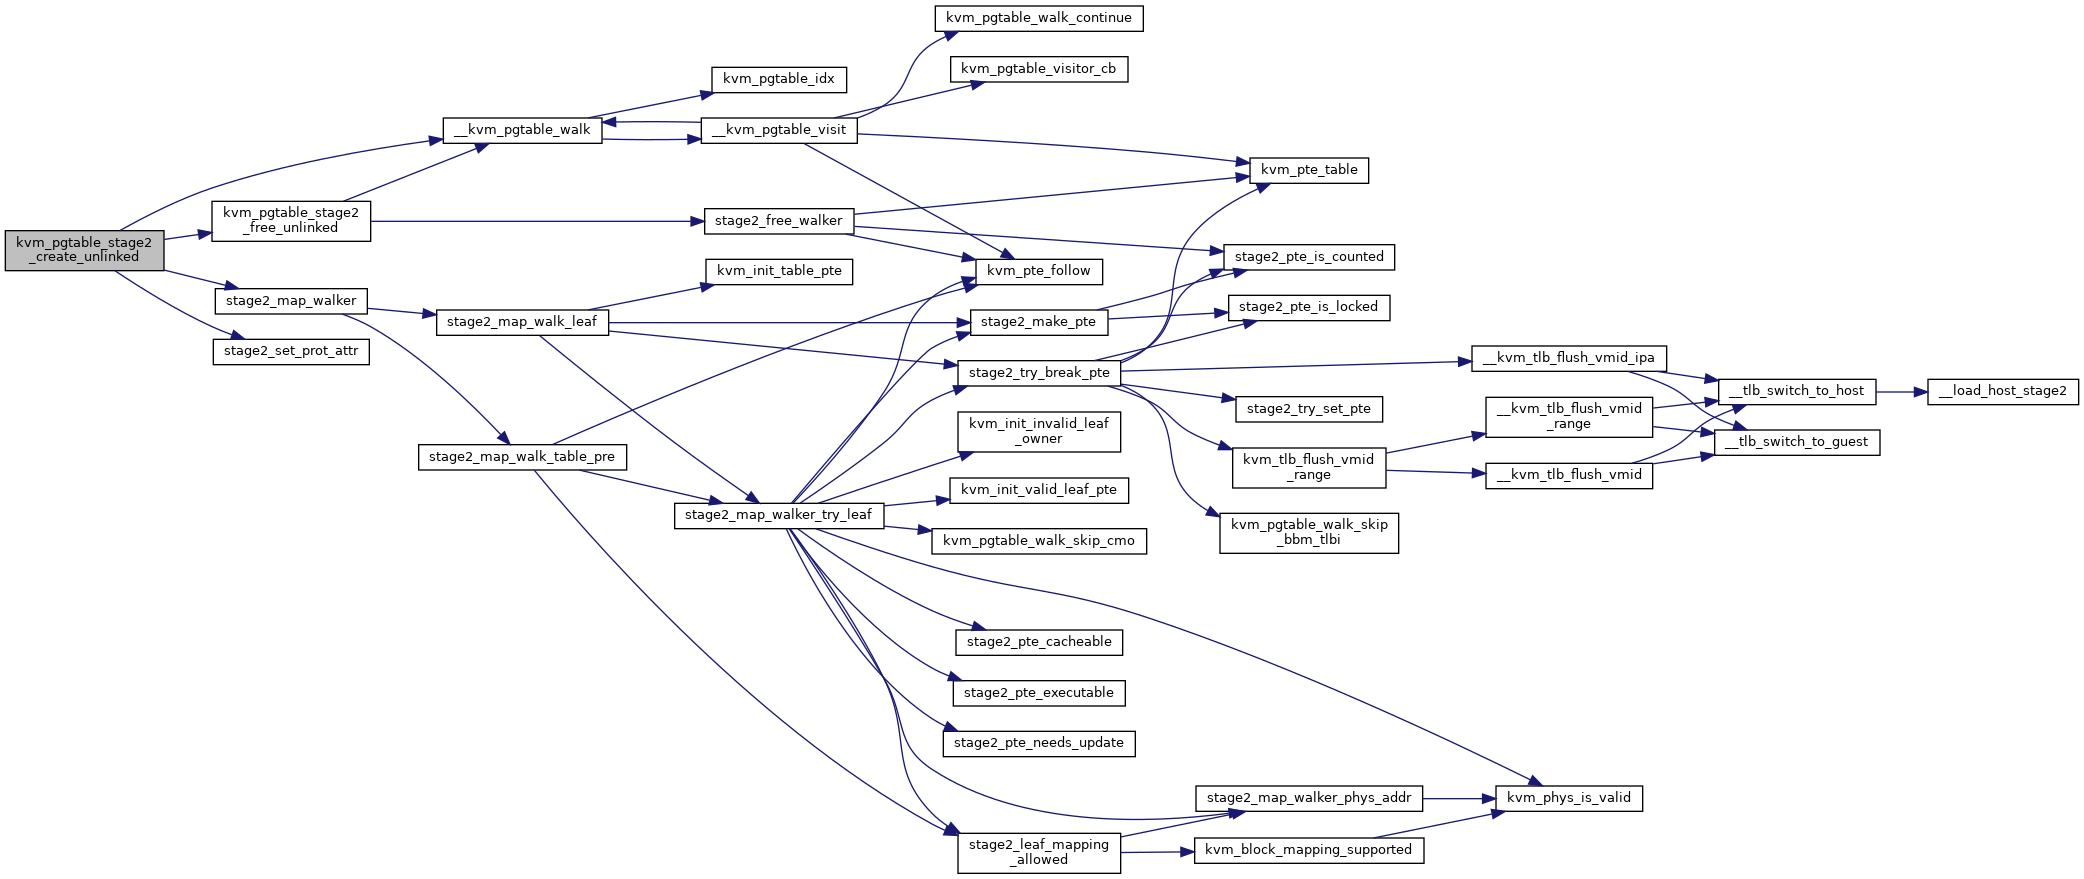 kvm_pgtable_walk_continue
kvm_pgtable_visitor_cb
kvm_pgtable_idx
__kvm_pgtable_walk
__kvm_pgtable_visit
kvm_pte_table
kvm_pgtable_stage2
_free_unlinked
stage2_free_walker
kvm_pgtable_stage2
_create_unlinked
stage2_pte_is_counted
kvm_init_table_pte
kvm_pte_follow
stage2_map_walker
stage2_pte_is_locked
stage2_map_walk_leaf
stage2_make_pte
stage2_set_prot_attr
__kvm_tlb_flush_vmid_ipa
stage2_try_break_pte
__tlb_switch_to_host
__load_host_stage2
stage2_try_set_pte
__kvm_tlb_flush_vmid
_range
kvm_init_invalid_leaf
_owner
__tlb_switch_to_guest
stage2_map_walk_table_pre
kvm_tlb_flush_vmid
_range
__kvm_tlb_flush_vmid
kvm_init_valid_leaf_pte
stage2_map_walker_try_leaf
kvm_pgtable_walk_skip
_bbm_tlbi
kvm_pgtable_walk_skip_cmo
stage2_pte_cacheable
stage2_pte_executable
stage2_pte_needs_update
stage2_map_walker_phys_addr
kvm_phys_is_valid
stage2_leaf_mapping
_allowed
kvm_block_mapping_supported